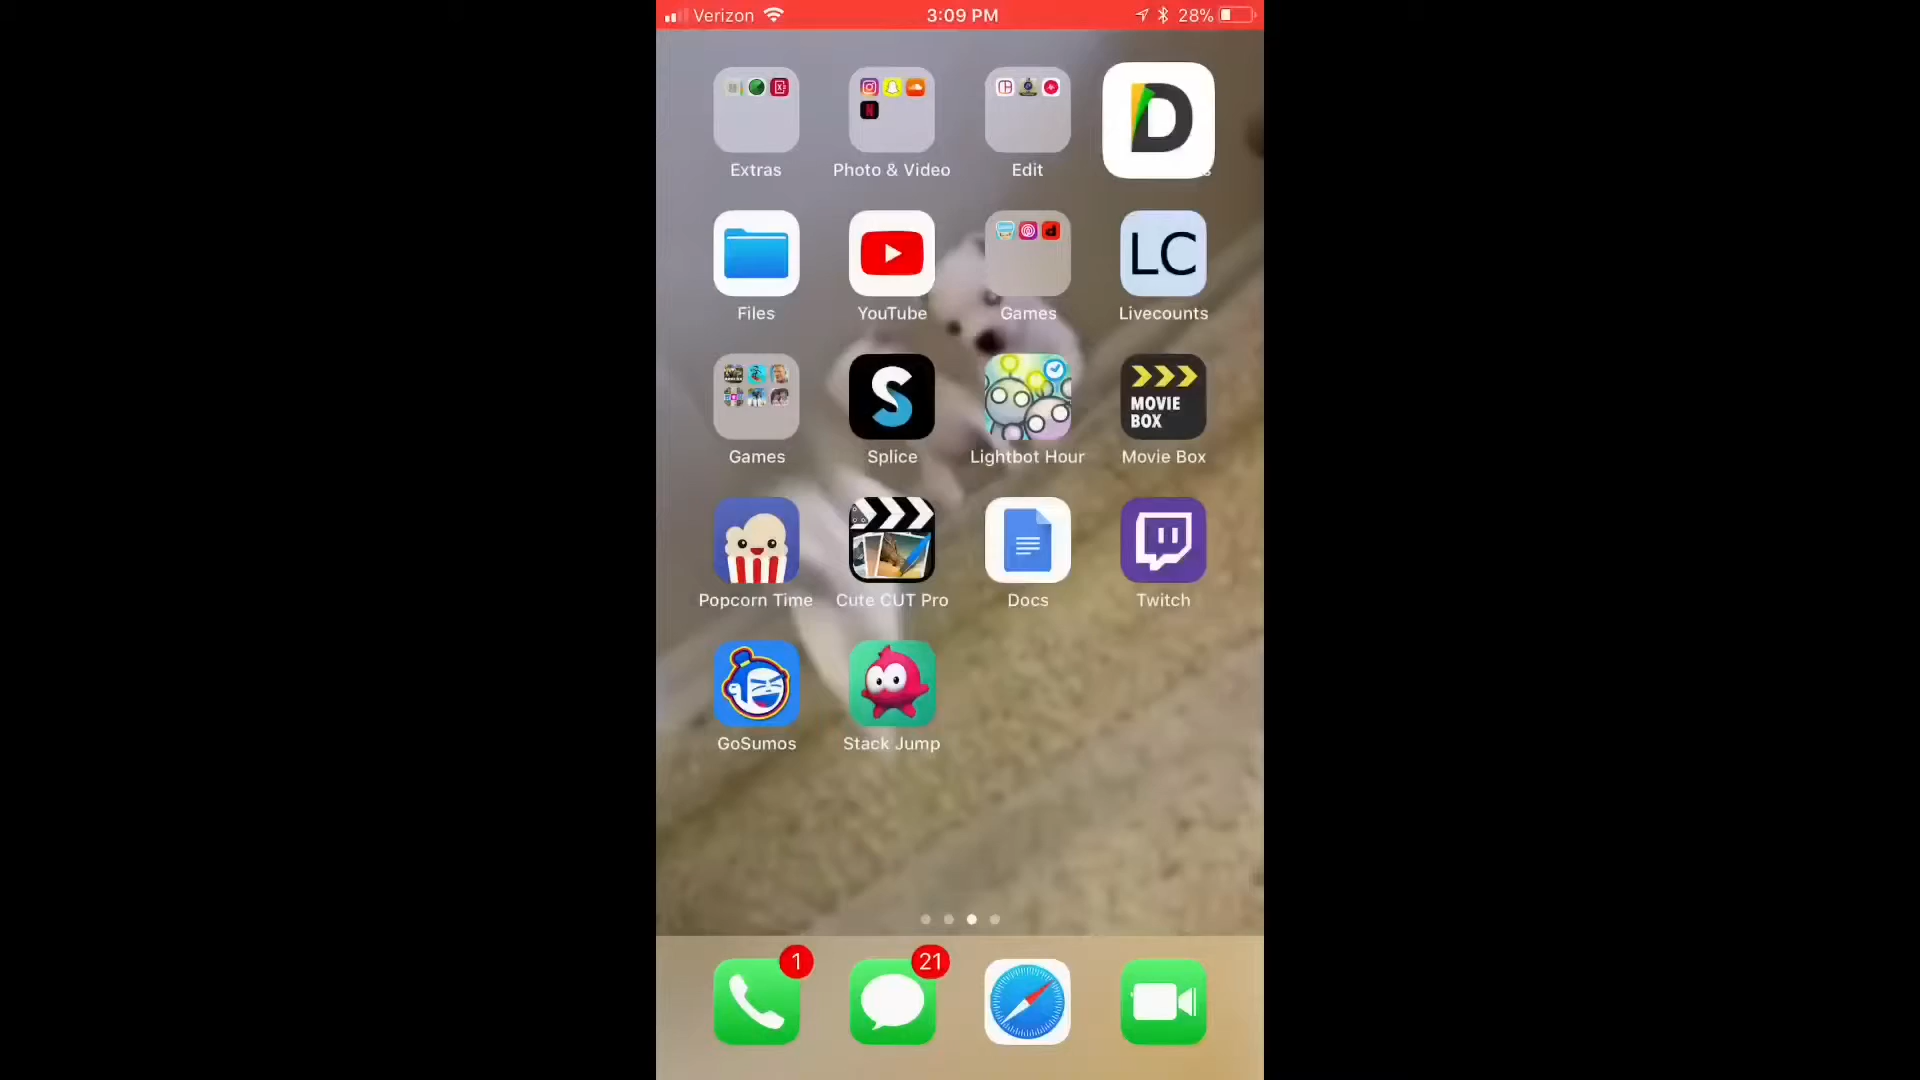 Verizon 3:09 PM 28%
Extras Photo & Video Edit
D
LC
Files YouTube Games Livecounts
S
MOVIE
BOX
Games Splice Lightbot Hour Movie Box
Popcorn Time Cute CUT Pro Docs Twitch
GoSumos Stack Jump
1 21